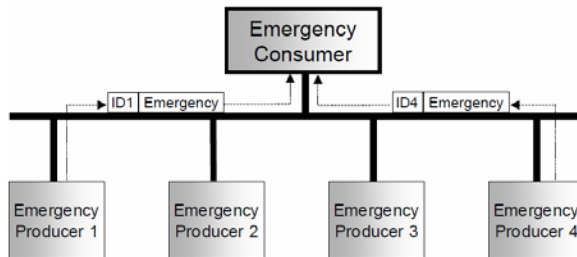 Emergency
Consumer
ID1 Emergency
ID4 Emergency
Emergency
Producer 1
Emergency
Producer 2
Emergency
Producer 3
Emergency
Producer 4